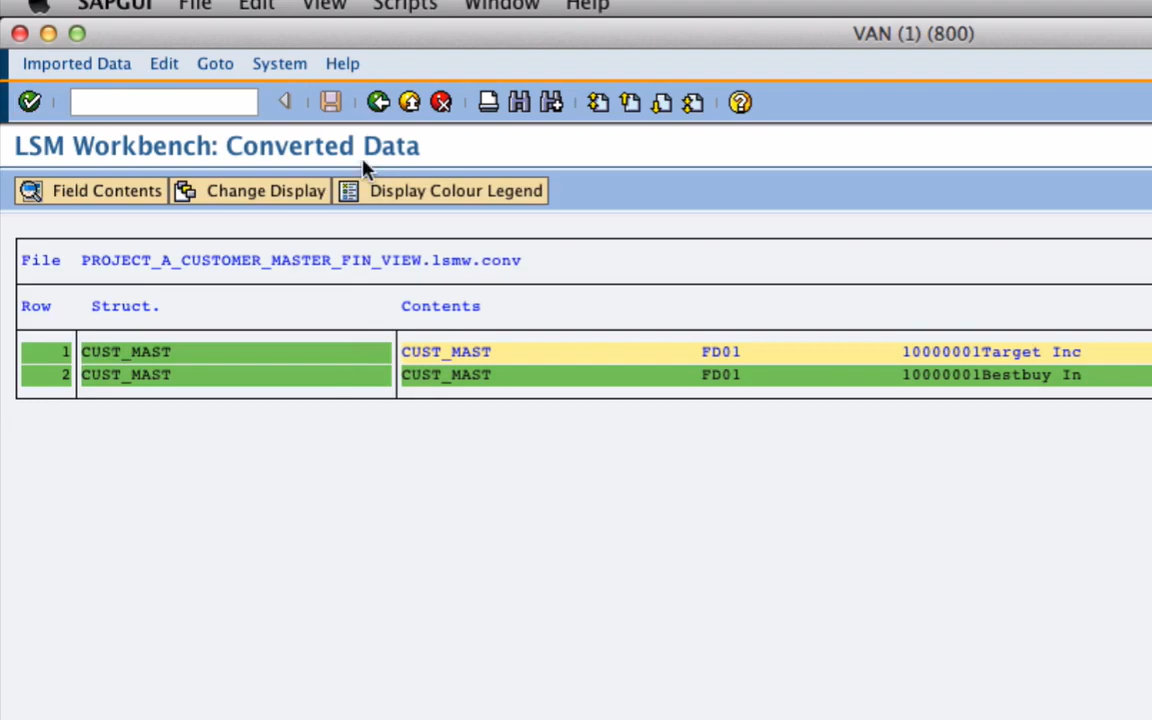 SAPGUI File Edit View Scripts Window Help
VAN (1) (800)
Imported Data Edit Goto System Help
LSM Workbench: Converted Data
Field Contents Change Display Display Colour Legend
File PROJECT_A_CUSTOMER_MASTER_FIN_VIEW.lsmw.conv
Row Struct. Contents
1 CUST_MAST CUST_MAST FD01 10000001Target Inc
2 CUST_MAST CUST_MAST FD01 10000001Bestbuy In